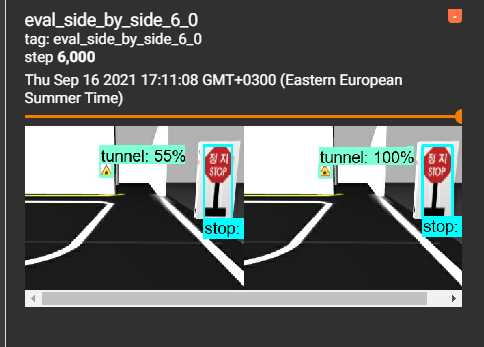 eval_side_by_side_6_0
tag: eval_side_by_side_6_0
step 6,000
Thu Sep 16 2021 17:11:08 GMT+0300 (Eastern European
Summer Time)
tunnel: 55%
정지
STOP
stop:
tunnel: 100%
정지
STOP
stop: